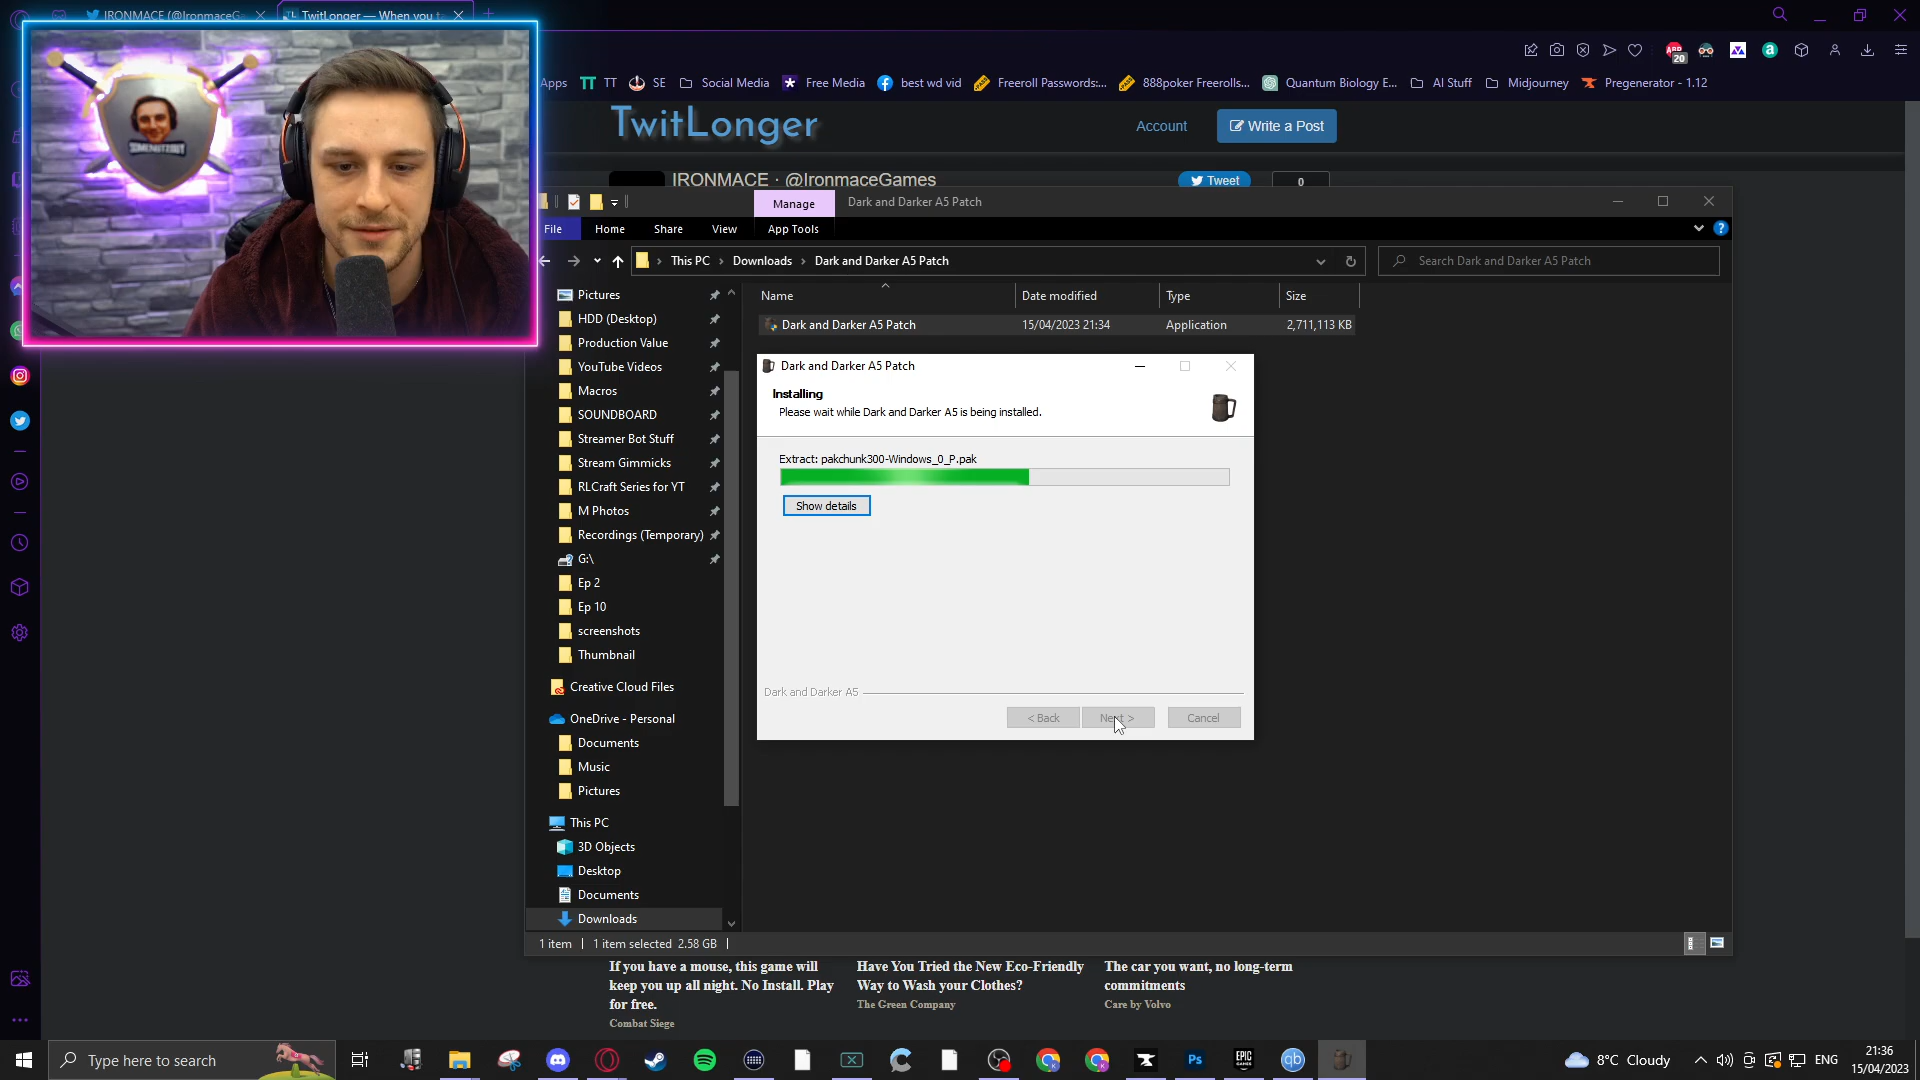 IRONMACE (@IronmaceG
TwitLonger — When you t
Apps
TT
SE
Social Media
Free Media
best wd vid
Freeroll Passwords:...
888poker Freerolls...
Quantum Biology E...
AI Stuff
Midjourney
Pregenerator - 1.12
20
TwitLonger
Account
Write a Post
IRONMACE · @IronmaceGames
Tweet
0
Manage
Dark and Darker A5 Patch
File
Home
Share
View
App Tools
This PC
Downloads
Dark and Darker A5 Patch
Search Dark and Darker A5 Patch
Name
Date modified
Type
Size
Dark and Darker A5 Patch
15/04/2023 21:34
Application
2,711,113 KB
Pictures
HDD (Desktop)
Production Value
YouTube Videos
Macros
SOUNDBOARD
Streamer Bot Stuff
Stream Gimmicks
RLCraft Series for YT
M Photos
Recordings (Temporary)
G:\
Ep 2
Ep 10
screenshots
Thumbnail
Creative Cloud Files
OneDrive - Personal
Documents
Music
Pictures
This PC
3D Objects
Desktop
Documents
Downloads
Dark and Darker A5 Patch
Installing
Please wait while Dark and Darker A5 is being installed.
Extract: pakchunk300-Windows_0_P.pak
Show details
Dark and Darker A5
< Back
Next >
Cancel
1 item
1 item selected 2.58 GB
If you have a mouse, this game will
keep you up all night. No Install. Play
for free.
Combat Siege
Have You Tried the New Eco-Friendly
Way to Wash your Clothes?
The Green Company
The car you want, no long-term
commitments
Care by Volvo
Type here to search
Ps
EPIC GAMES
qb
8°C Cloudy
ENG
21:36
15/04/2023